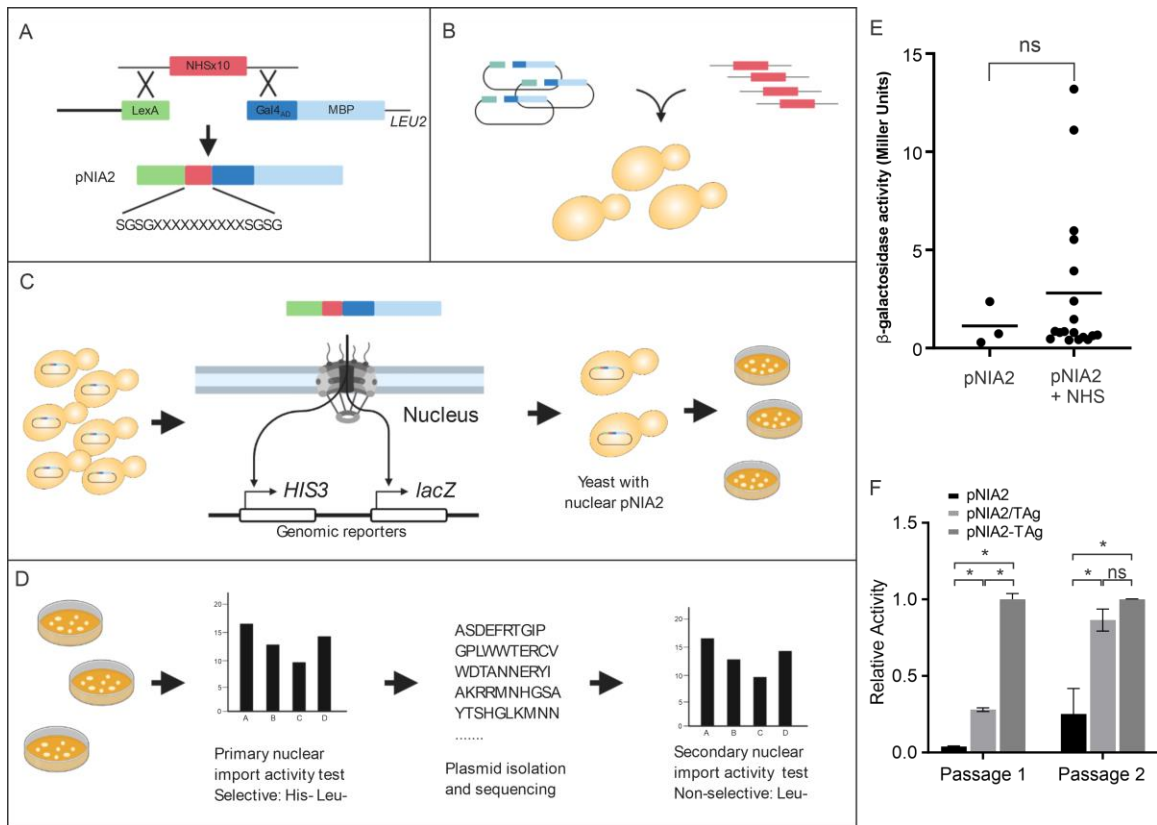 A
NHSx10
LexA
Gal4AD
MBP
LEU2
pNIA2
SGSGXXXXXXXXXXSGSG
B
C
Nucleus
HIS3
lacZ
Genomic reporters
Yeast with
nuclear pNIA2
D
20
15
10
5
0
A B C D
Primary nuclear
import activity test
Selective: His- Leu-
ASDEFRTGIP
GPLWWTERCV
WDTANNERYI
AKRRMNHGSA
YTSHGLKMNN
.......
Plasmid isolation
and sequencing
20
15
10
5
0
A B C D
Secondary nuclear
import activity test
Non-selective: Leu-
E
ns
β-galactosidase activity (Miller Units)
15
10
5
0
pNIA2
pNIA2
+ NHS
F
pNIA2
pNIA2/TAg
pNIA2-TAg
Relative Activity
1.5
1.0
0.5
0.0
*
* *
*
* ns
Passage 1 Passage 2